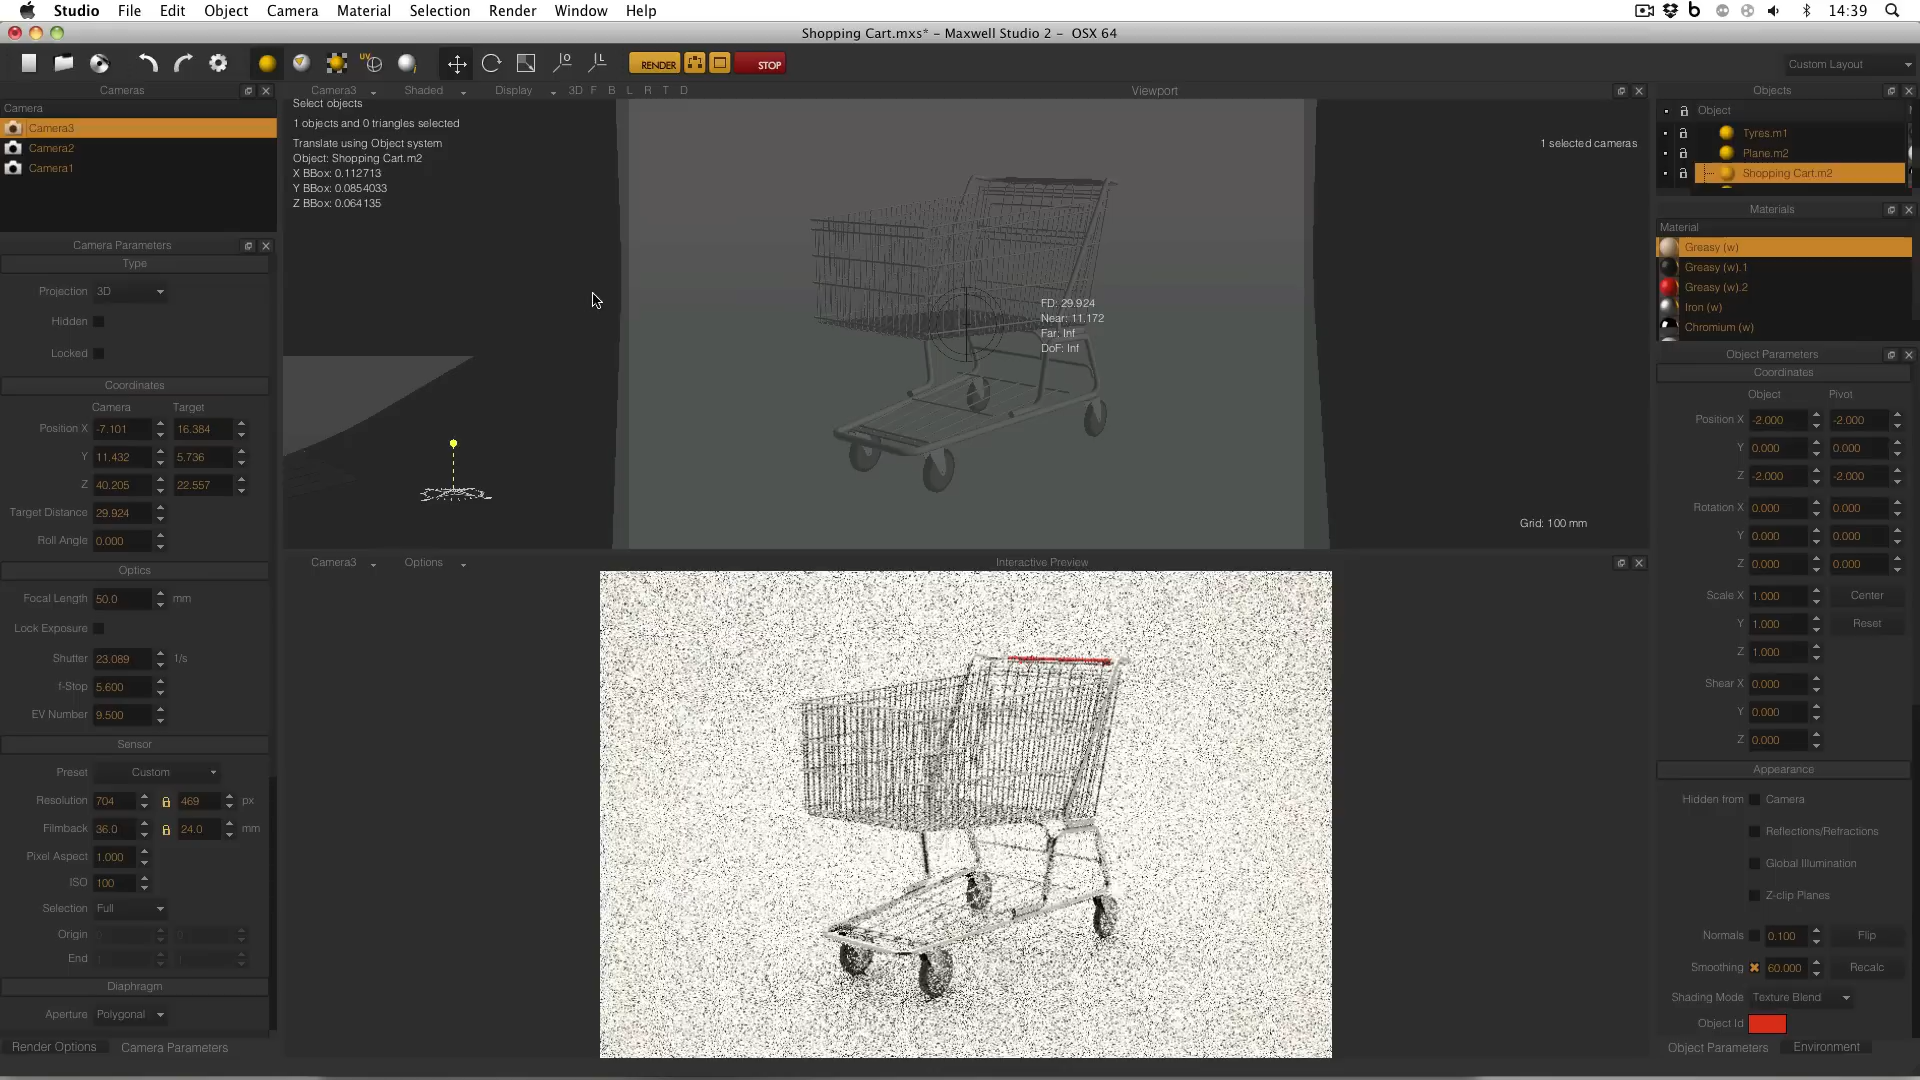 Studio File Edit Object Camera Material Selection Render Window Help 14:39
Shopping Cart.mxs* - Maxwell Studio 2 - OSX 64
UV RENDER STOP Custom Layout
Cameras
Camera
Camera3
Camera2
Camera1
Camera Parameters
Type
Projection 3D
Hidden
Locked
Coordinates
Camera Target
Position X -7.101 16.384
Y 11.432 5.736
Z 40.205 22.557
Target Distance 29.924
Roll Angle 0.000
Optics
Focal Length 50.0 mm
Lock Exposure
Shutter 23.089 1/s
f-Stop 5.600
EV Number 9.500
Sensor
Preset Custom
Resolution 704 469 px
Filmback 36.0 24.0 mm
Pixel Aspect 1.000
ISO 100
Selection Full
Origin
End
Diaphragm
Aperture Polygonal
Render Options Camera Parameters
Camera3 Shaded Display 3D F B L R T D Viewport
Select objects
1 objects and 0 triangles selected
Translate using Object system
Object: Shopping Cart.m2
X BBox: 0.112713
Y BBox: 0.0854033
Z BBox: 0.064135
1 selected cameras
FD: 29.924
Near: 11.172
Far: Inf
DoF: Inf
Grid: 100 mm
Camera3 Options Interactive Preview
Objects
Object
Tyres.m1
Plane.m2
Shopping Cart.m2
Materials
Material
Greasy (w)
Greasy (w).1
Greasy (w).2
Iron (w)
Chromium (w)
Object Parameters
Coordinates
Object Pivot
Position X -2.000 -2.000
Y 0.000 0.000
Z -2.000 -2.000
Rotation X 0.000 0.000
Y 0.000 0.000
Z 0.000 0.000
Scale X 1.000 Center
Y 1.000 Reset
Z 1.000
Shear X 0.000
Y 0.000
Z 0.000
Appearance
Hidden from Camera
Reflections/Refractions
Global Illumination
Z-clip Planes
Normals 0.100 Flip
Smoothing 60.000 Recalc
Shading Mode Texture Blend
Object Id
Object Parameters Environment